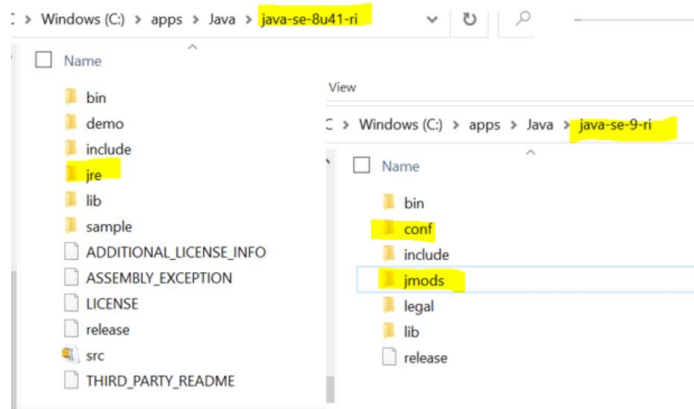 : > Windows (C:) > apps > Java > java-se-8u41-ri
Name
bin
demo
include
jre
lib
sample
ADDITIONAL_LICENSE_INFO
ASSEMBLY_EXCEPTION
LICENSE
release
src
THIRD_PARTY_README
View
C > Windows (C:) > apps > Java > java-se-9-ri
Name
bin
conf
include
jmods
legal
lib
release